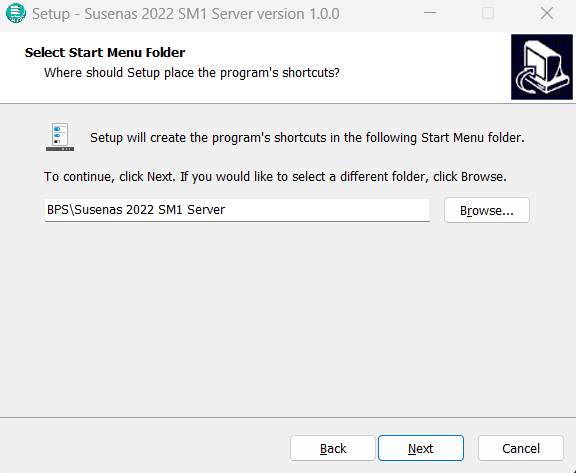 Setup - Susenas 2022 SM1 Server version 1.0.0
Select Start Menu Folder
Where should Setup place the program's shortcuts?
Setup will create the program's shortcuts in the following Start Menu folder.
To continue, click Next. If you would like to select a different folder, click Browse.
BPS\Susenas 2022 SM1 Server
Browse...
Back
Next
Cancel